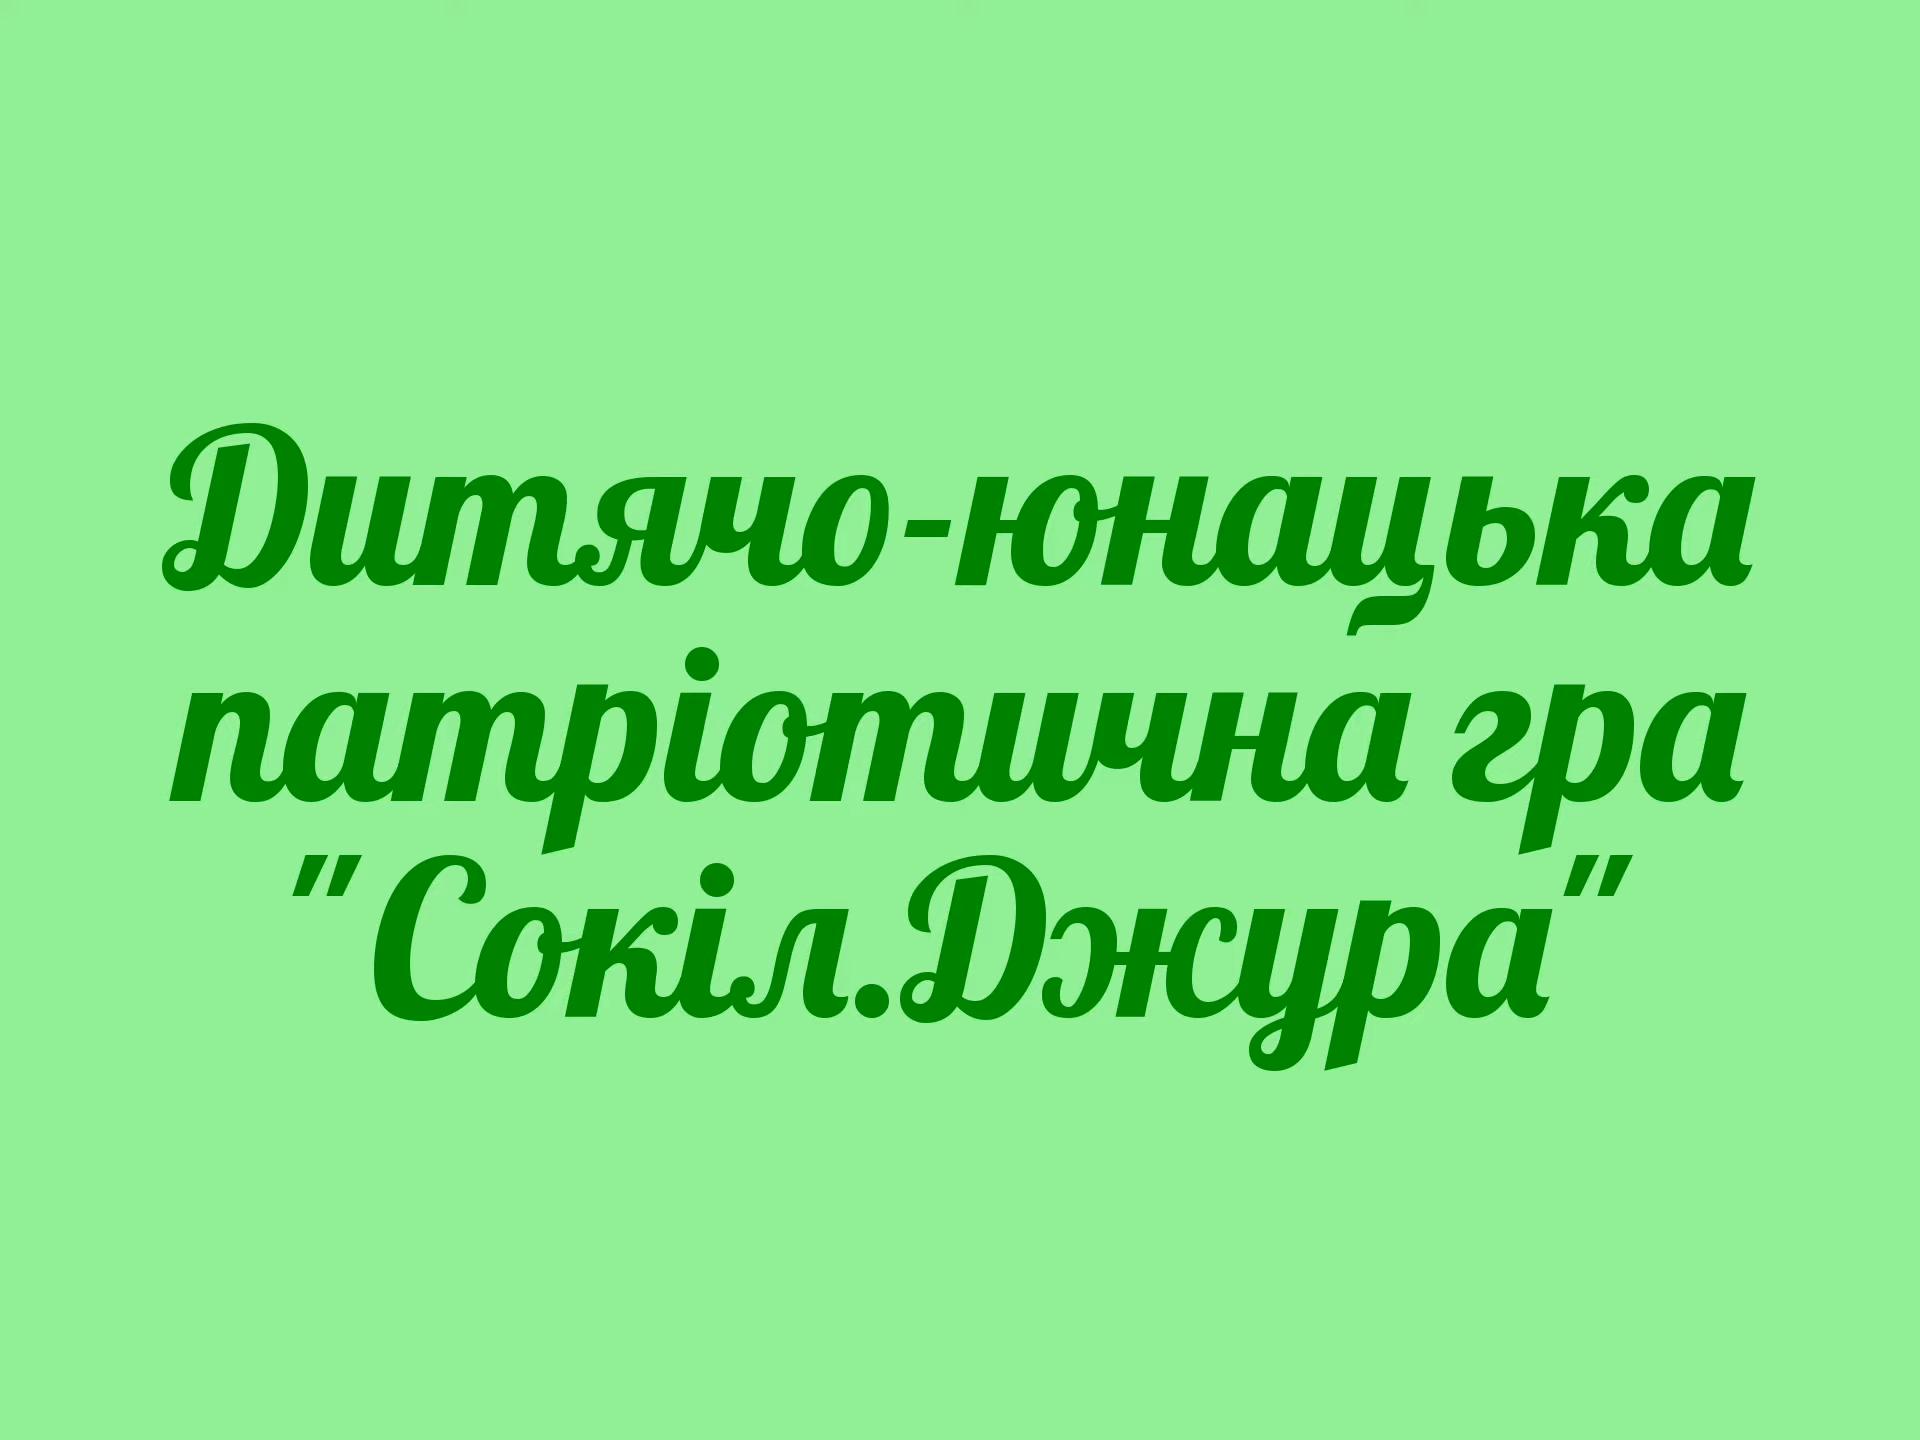 Дитячо-юнацька
патріотична гра
"Сокіл.Джура"